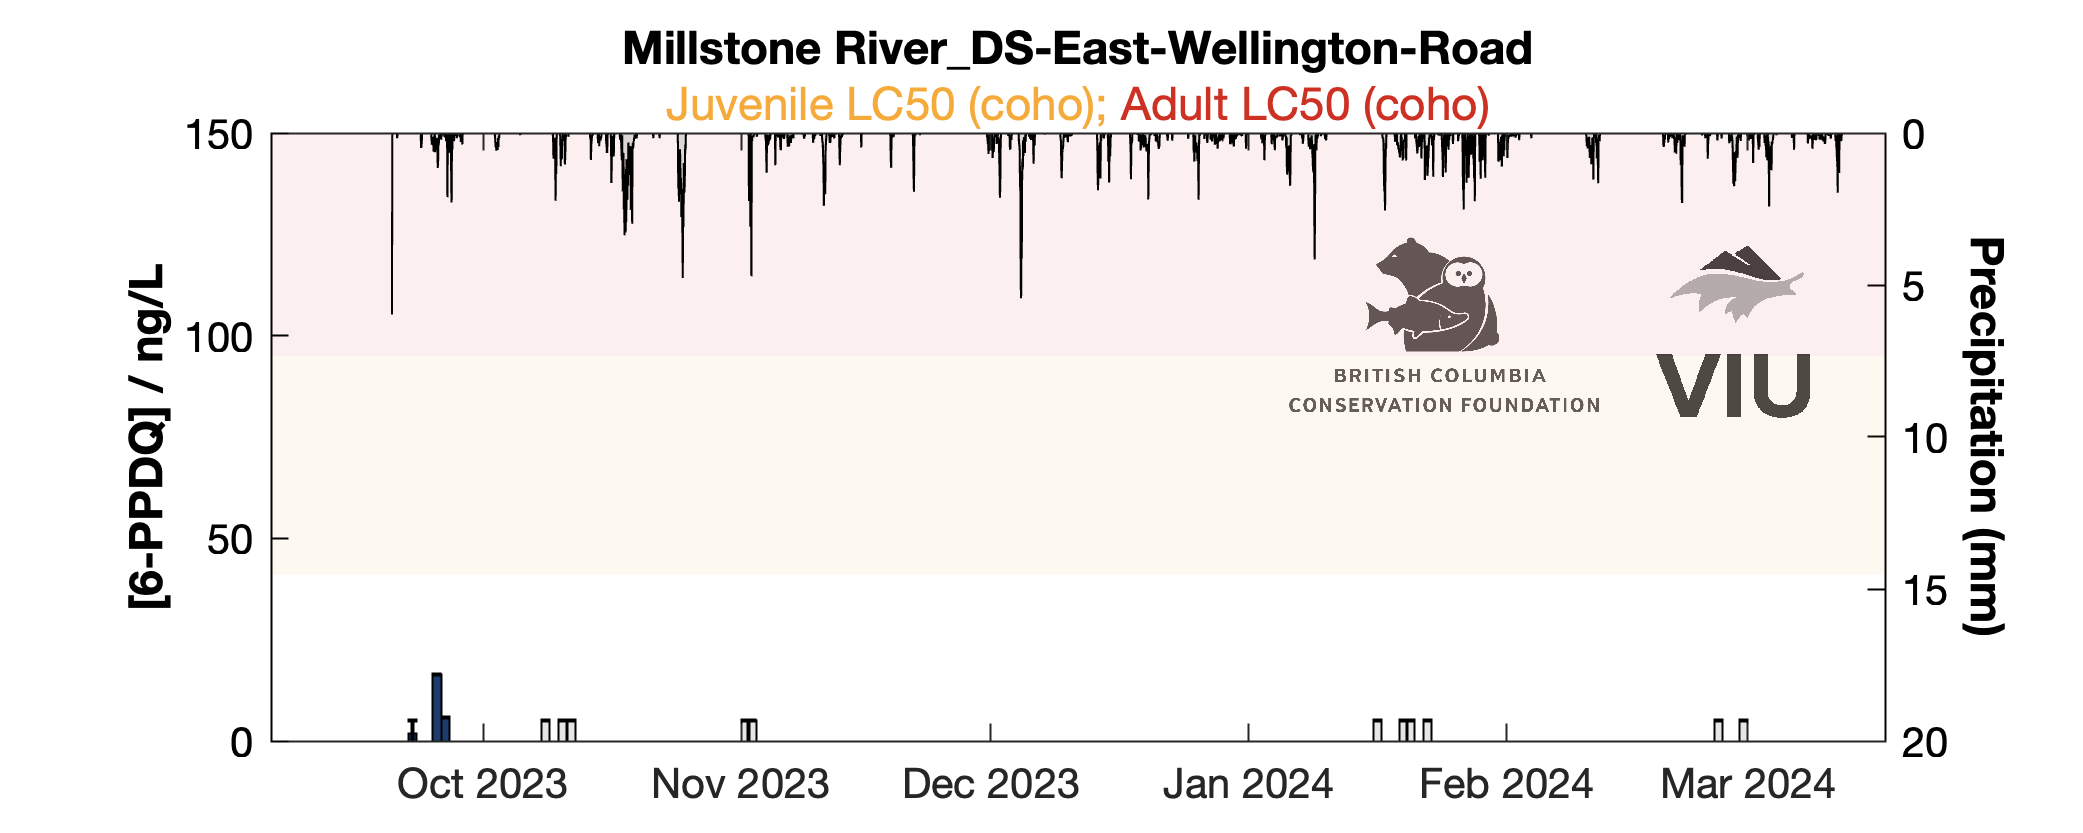 Millstone River_DS-East-Wellington-Road
Juvenile LC50 (coho); Adult LC50 (coho)
150
100
50
0
[6-PPDQ] / ng/L
0
5
10
15
20
Precipitation (mm)
BRITISH COLUMBIA
CONSERVATION FOUNDATION
VIU
Oct 2023
Nov 2023
Dec 2023
Jan 2024
Feb 2024
Mar 2024